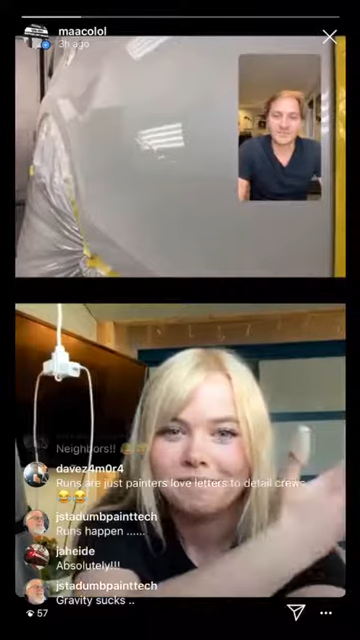 maacolol
3h ago
Neighbors!! 😂
davez4m0r4
Runs are just painters love letters to detail crews
😂😂
jstadumbpainttech
Runs happen ......
jaheide
Absolutely!!!
jstadumbpainttech
Gravity sucks ..
57